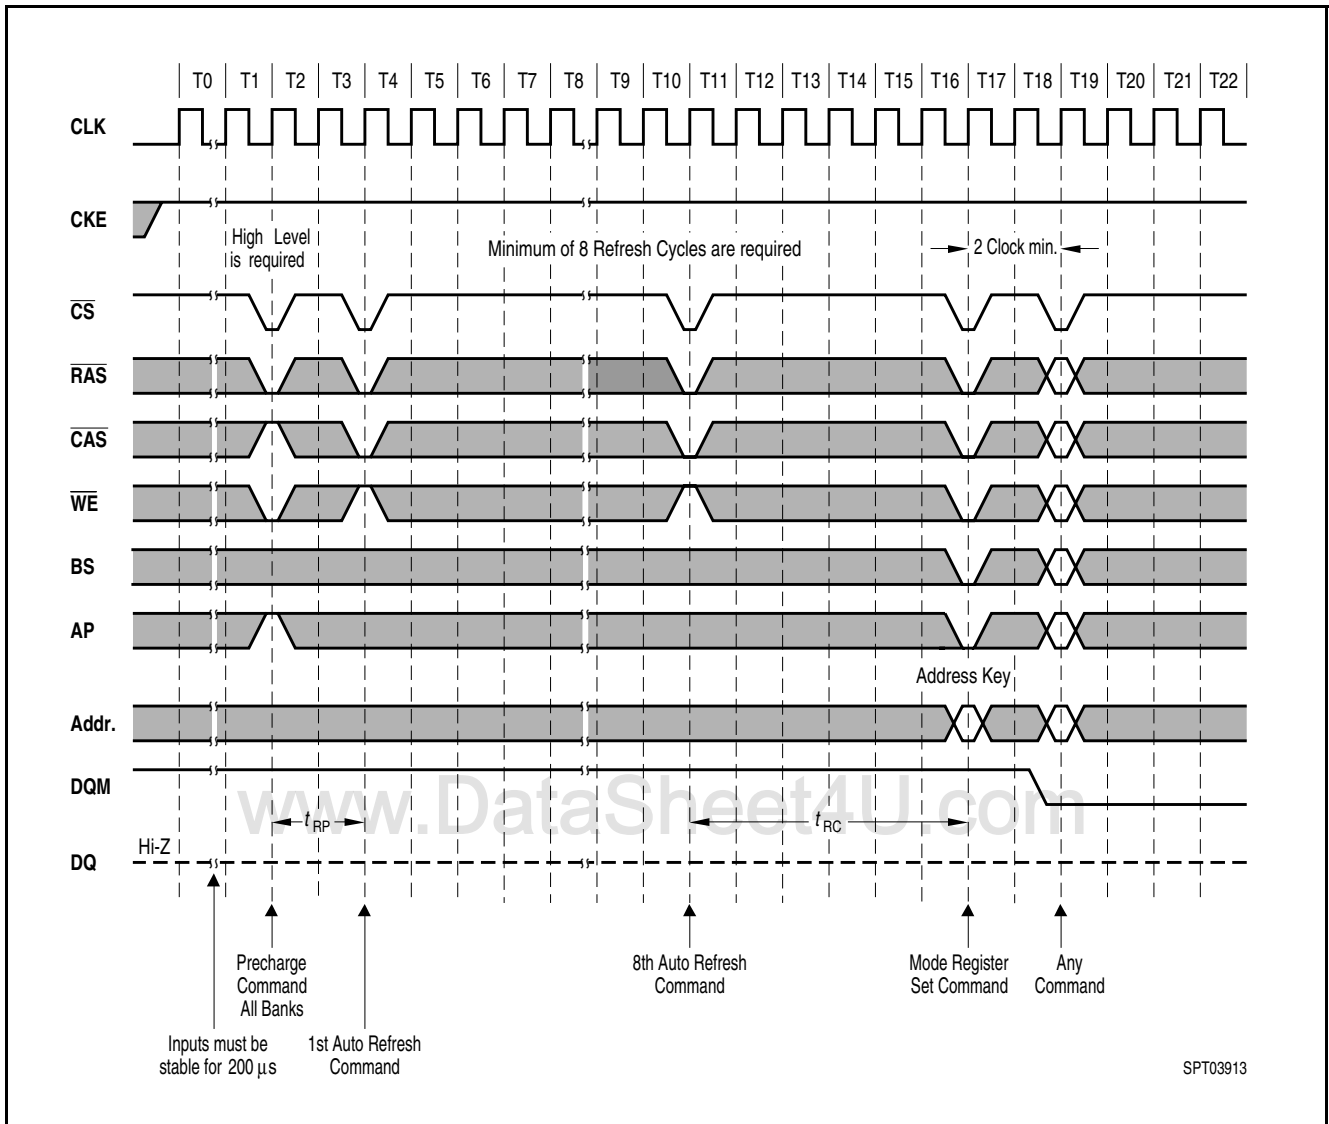 T0 T1 T2 T3 T4 T5 T6 T7 T8 T9 T10 T11 T12 T13 T14 T15 T16 T17 T18 T19 T20 T21 T22
CLK
CKE
High Level
is required
Minimum of 8 Refresh Cycles are required
2 Clock min.
CS
RAS
CAS
WE
BS
AP
Address Key
Addr.
DQM
www.DataSheet4U.com
t RP
t RC
Hi-Z
DQ
Precharge
Command
All Banks
8th Auto Refresh
Command
Mode Register
Set Command
Any
Command
Inputs must be
stable for 200 μs
1st Auto Refresh
Command
SPT03913